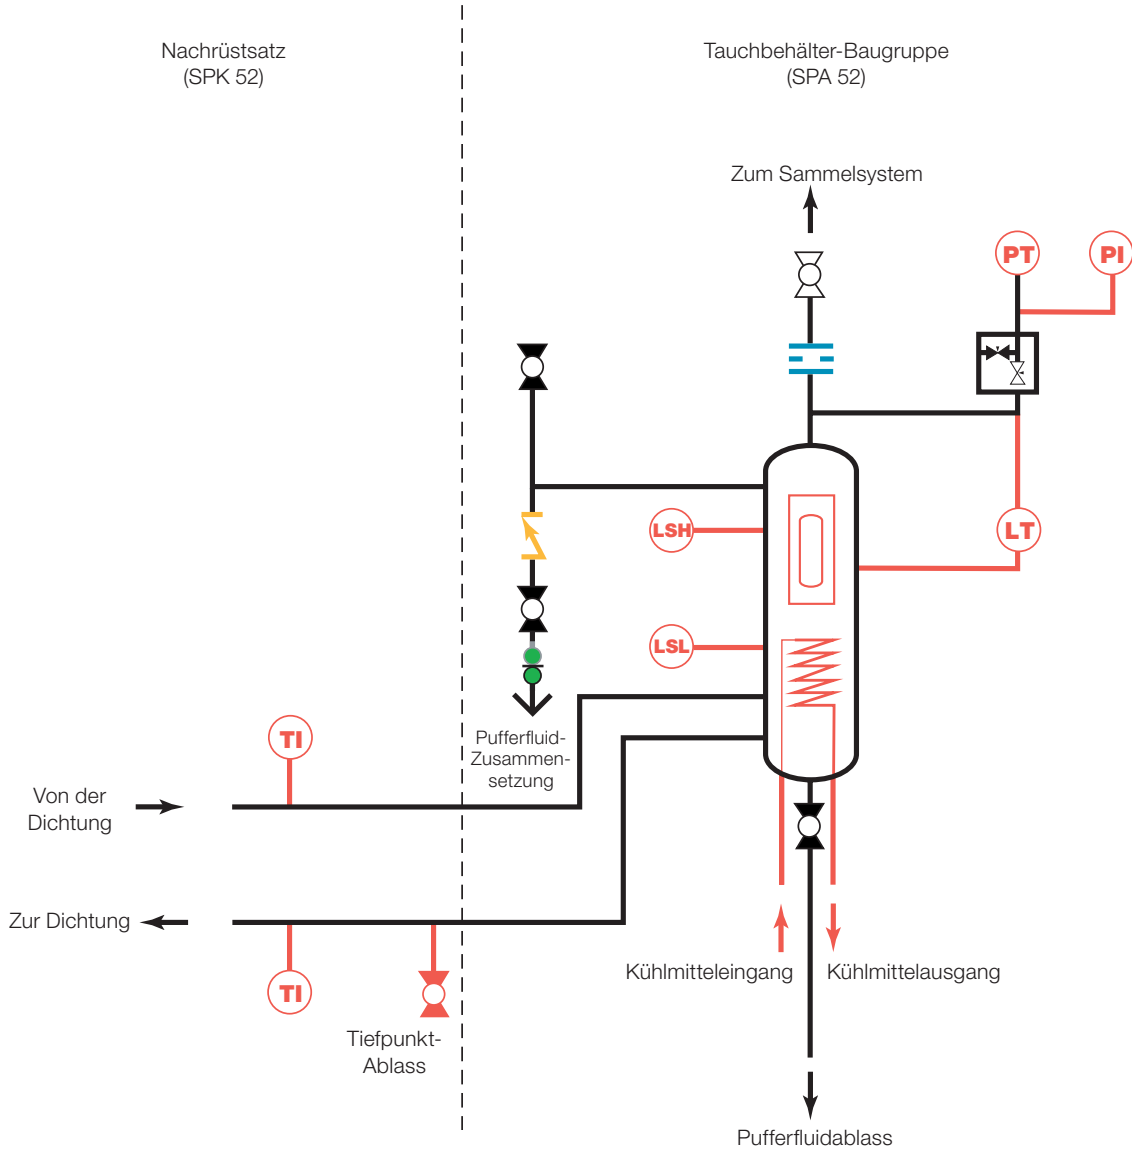 Nachrüstsatz
(SPK 52)
Tauchbehälter-Baugruppe
(SPA 52)
Zum Sammelsystem
PT
PI
LSH
LT
LSL
Pufferfluid-
Zusammen-
setzung
TI
Von der
Dichtung
Zur Dichtung
TI
Tiefpunkt-
Ablass
Kühlmitteleingang
Kühlmittelausgang
Pufferfluidablass